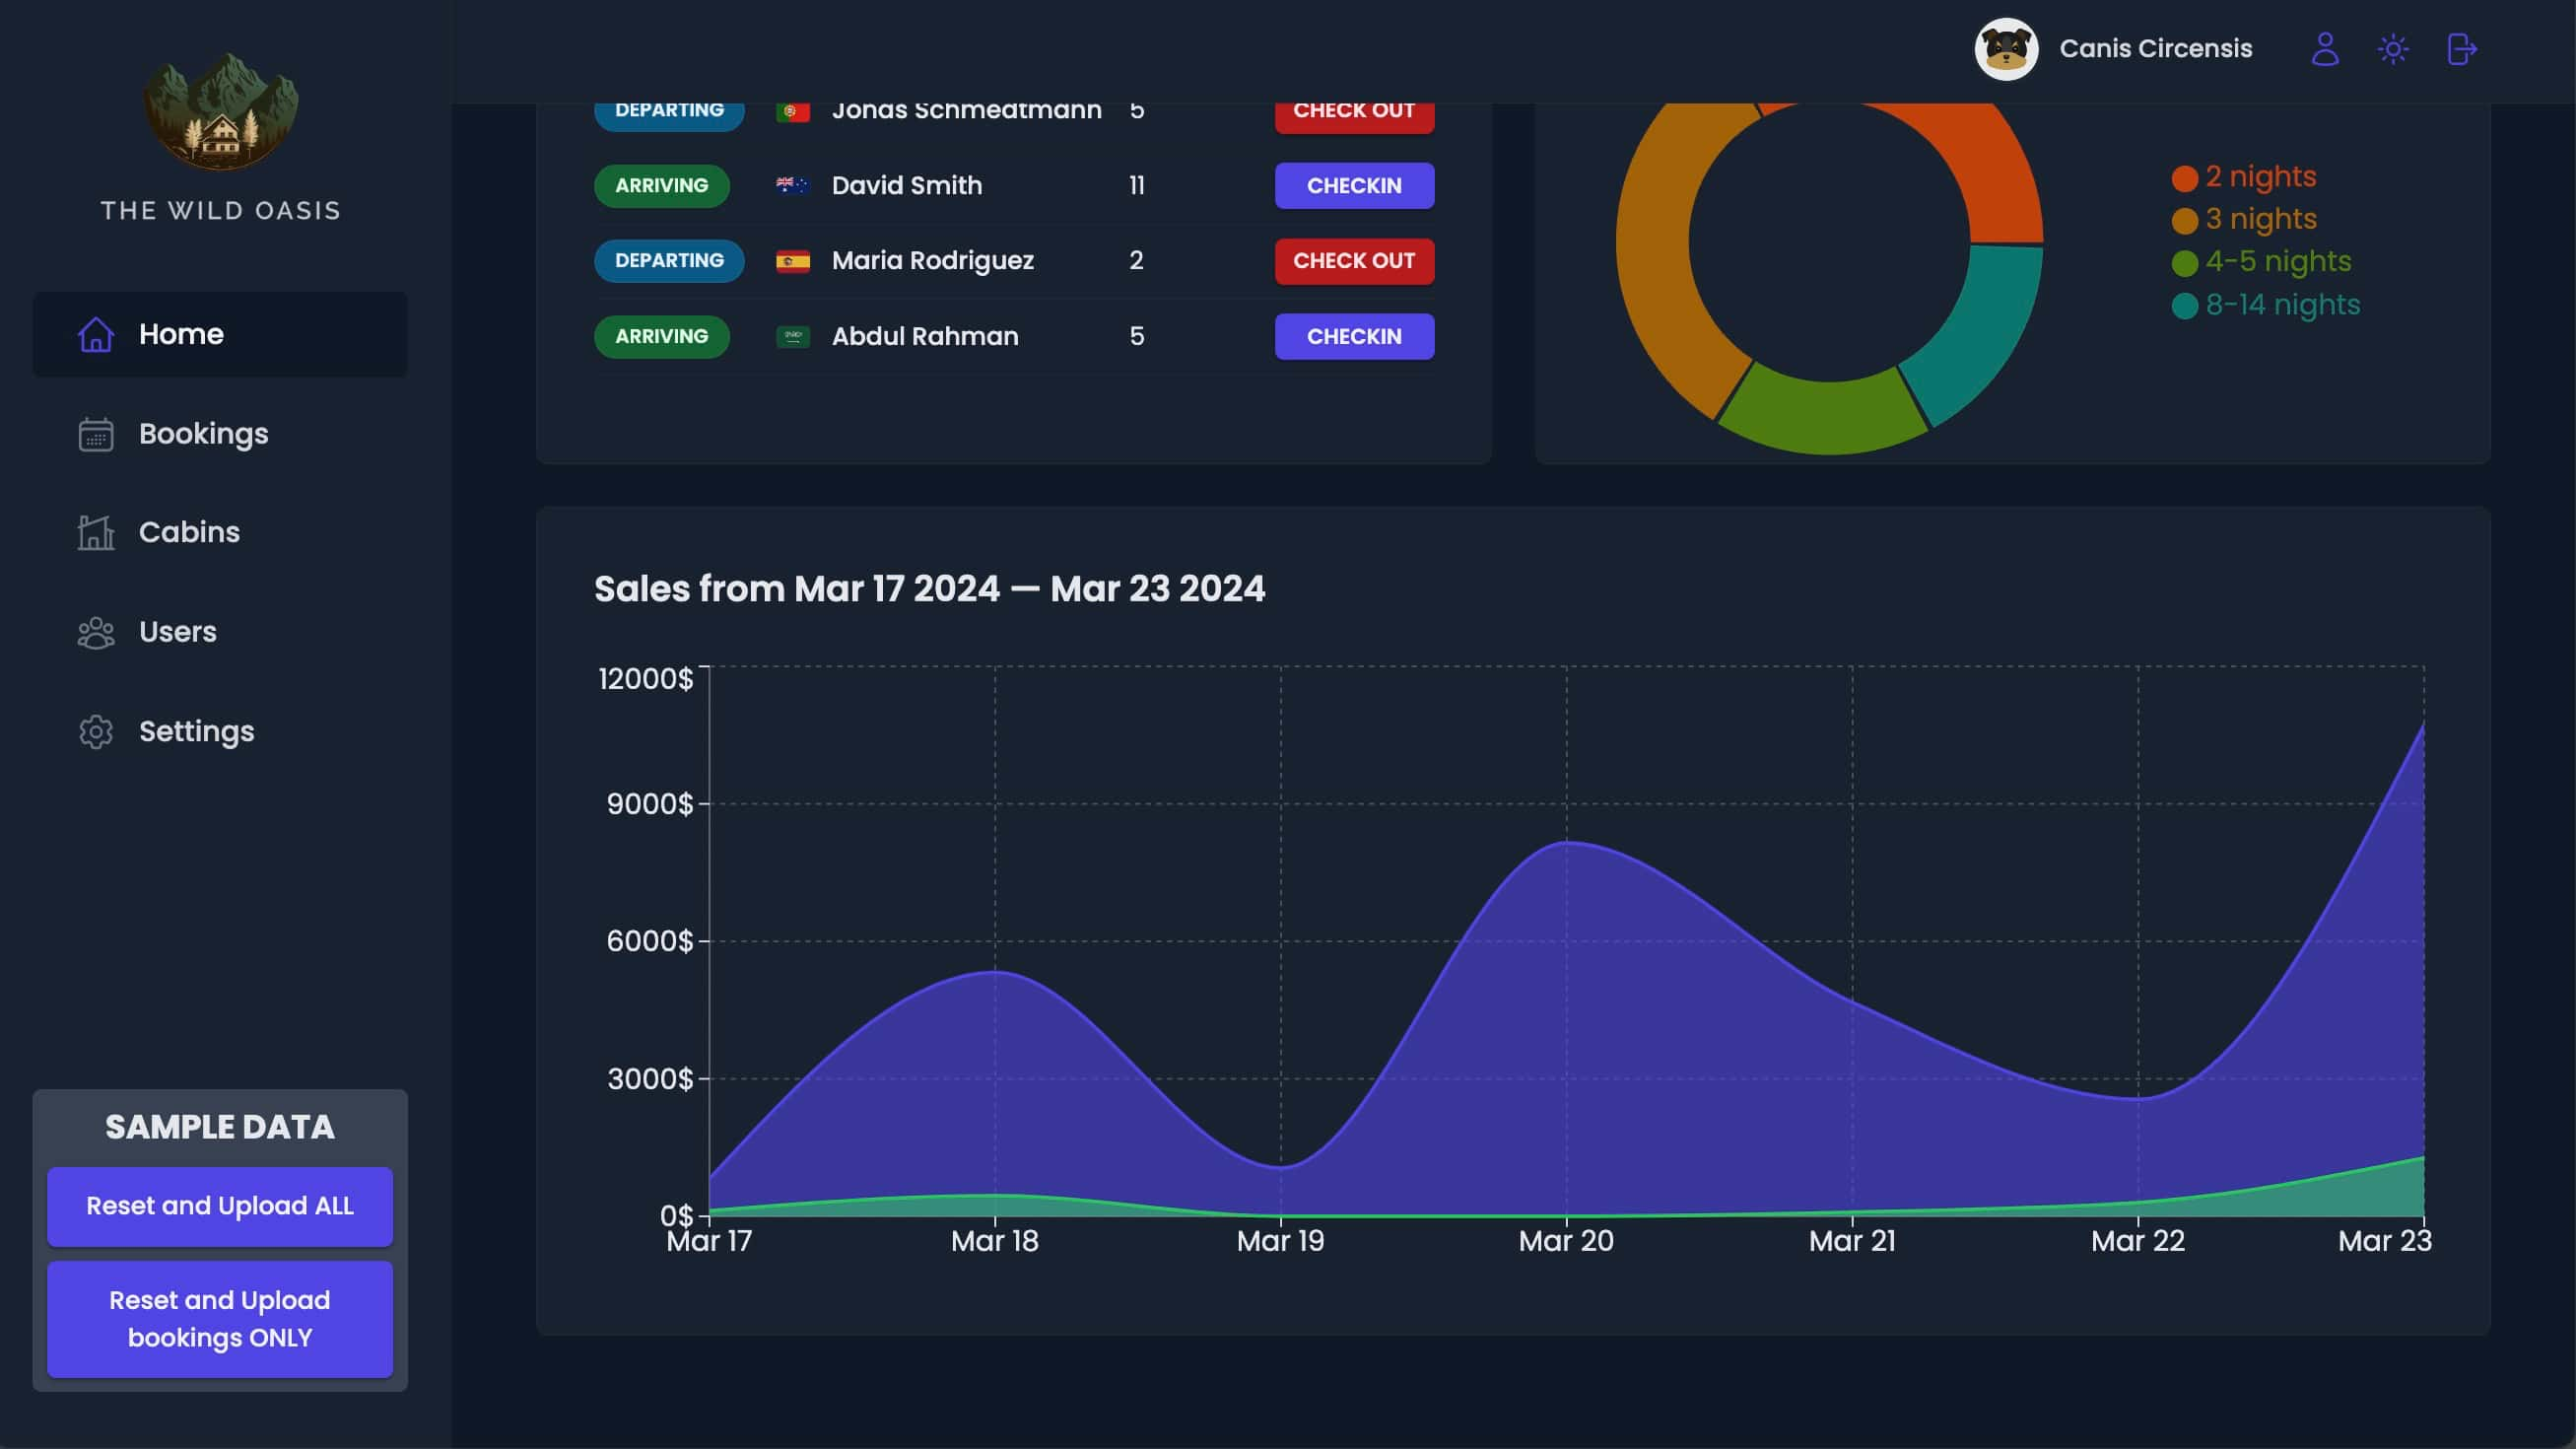 THE WILD OASIS
Home
Bookings
Cabins
Users
Settings
SAMPLE DATA
Reset and Upload ALL
Reset and Upload
bookings ONLY
Canis Circensis
DEPARTING Jonas Schmedtmann 5 CHECK OUT
ARRIVING David Smith 11 CHECKIN
DEPARTING Maria Rodriguez 2 CHECK OUT
ARRIVING Abdul Rahman 5 CHECKIN
2 nights
3 nights
4-5 nights
8-14 nights
Sales from Mar 17 2024 — Mar 23 2024
12000$
9000$
6000$
3000$
0$
Mar 17 Mar 18 Mar 19 Mar 20 Mar 21 Mar 22 Mar 23